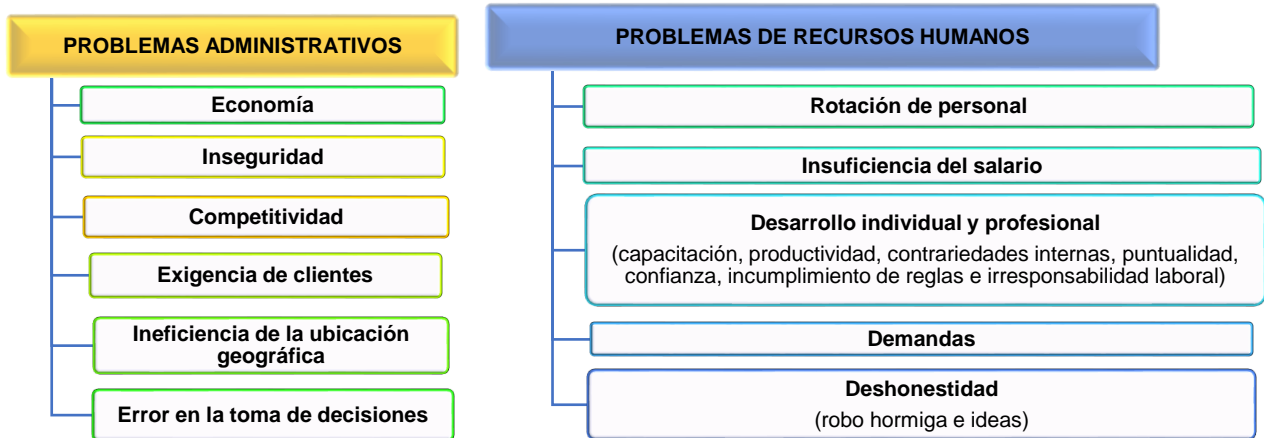 PROBLEMAS ADMINISTRATIVOS
Economía
Inseguridad
Competitividad
Exigencia de clientes
Ineficiencia de la ubicación
geográfica
Error en la toma de decisiones
PROBLEMAS DE RECURSOS HUMANOS
Rotación de personal
Insuficiencia del salario
Desarrollo individual y profesional
(capacitación, productividad, contrariedades internas, puntualidad,
confianza, incumplimiento de reglas e irresponsabilidad laboral)
Demandas
Deshonestidad
(robo hormiga e ideas)